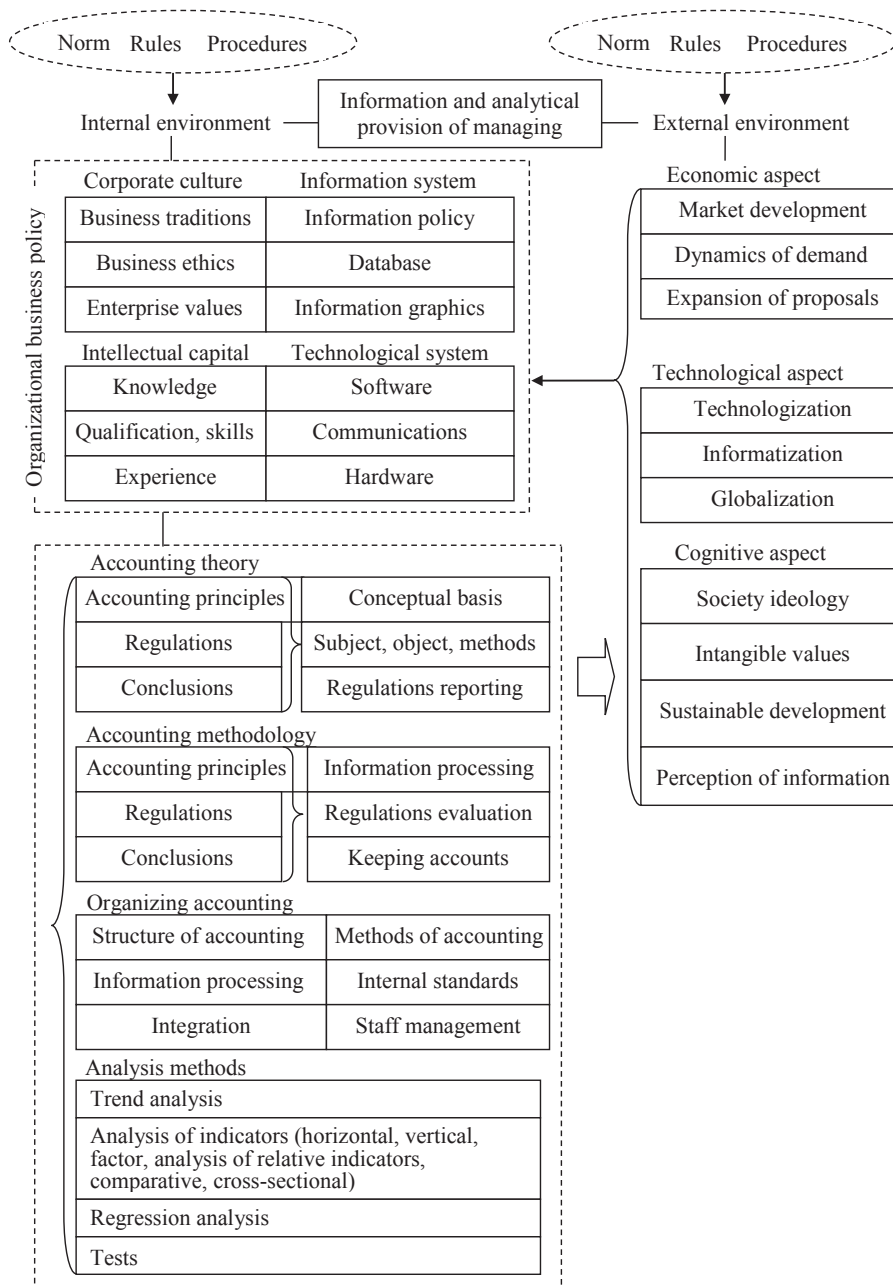 Norm Rules Procedures
Norm Rules Procedures
Information and analytical
provision of managing
Internal environment
External environment
Organizational business policy
Corporate culture
Information system
Business traditions
Information policy
Business ethics
Database
Enterprise values
Information graphics
Intellectual capital
Technological system
Knowledge
Software
Qualification, skills
Communications
Experience
Hardware
Economic aspect
Market development
Dynamics of demand
Expansion of proposals
Technological aspect
Technologization
Informatization
Globalization
Cognitive aspect
Society ideology
Intangible values
Sustainable development
Perception of information
Accounting theory
Accounting principles
Conceptual basis
Regulations
Subject, object, methods
Conclusions
Regulations reporting
Accounting methodology
Accounting principles
Information processing
Regulations
Regulations evaluation
Conclusions
Keeping accounts
Organizing accounting
Structure of accounting
Methods of accounting
Information processing
Internal standards
Integration
Staff management
Analysis methods
Trend analysis
Analysis of indicators (horizontal, vertical,
factor, analysis of relative indicators,
comparative, cross-sectional)
Regression analysis
Tests